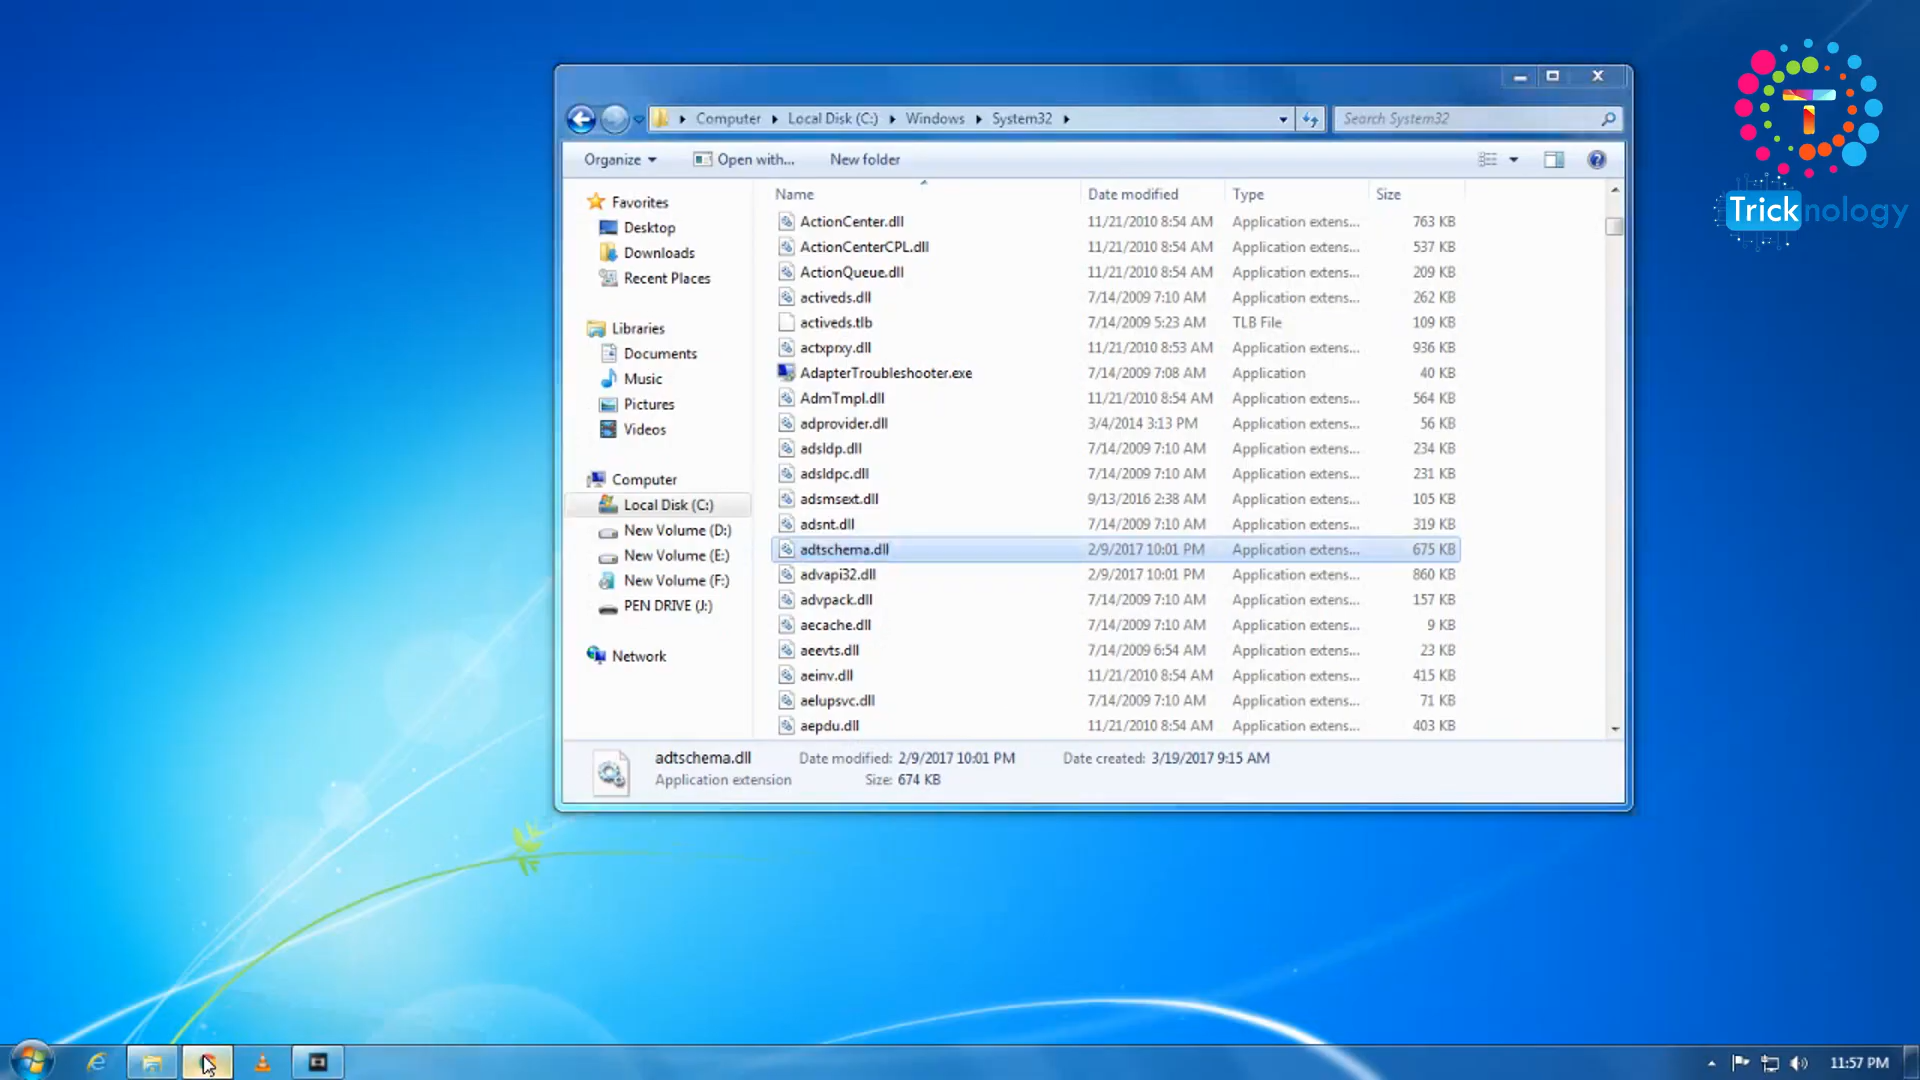 Tricknology
Computer Local Disk (C:) Windows System32
Search System32
Organize Open with... New folder
Name Date modified Type Size
Favorites
Desktop
Downloads
Recent Places
Libraries
Documents
Music
Pictures
Videos
Computer
Local Disk (C:)
New Volume (D:)
New Volume (E:)
New Volume (F:)
PEN DRIVE (J:)
Network
ActionCenter.dll 11/21/2010 8:54 AM Application extens... 763 KB
ActionCenterCPL.dll 11/21/2010 8:54 AM Application extens... 537 KB
ActionQueue.dll 11/21/2010 8:54 AM Application extens... 209 KB
activeds.dll 7/14/2009 7:10 AM Application extens... 262 KB
activeds.tlb 7/14/2009 5:23 AM TLB File 109 KB
actxprxy.dll 11/21/2010 8:53 AM Application extens... 936 KB
AdapterTroubleshooter.exe 7/14/2009 7:08 AM Application 40 KB
AdmTmpl.dll 11/21/2010 8:54 AM Application extens... 564 KB
adprovider.dll 3/4/2014 3:13 PM Application extens... 56 KB
adsldp.dll 7/14/2009 7:10 AM Application extens... 234 KB
adsldpc.dll 7/14/2009 7:10 AM Application extens... 231 KB
adsmsext.dll 9/13/2016 2:38 AM Application extens... 105 KB
adsnt.dll 7/14/2009 7:10 AM Application extens... 319 KB
adtschema.dll 2/9/2017 10:01 PM Application extens... 675 KB
advapi32.dll 2/9/2017 10:01 PM Application extens... 860 KB
advpack.dll 7/14/2009 7:10 AM Application extens... 157 KB
aecache.dll 7/14/2009 7:10 AM Application extens... 9 KB
aeevts.dll 7/14/2009 6:54 AM Application extens... 23 KB
aeinv.dll 11/21/2010 8:54 AM Application extens... 415 KB
aelupsvc.dll 7/14/2009 7:10 AM Application extens... 71 KB
aepdu.dll 11/21/2010 8:54 AM Application extens... 403 KB
adtschema.dll Date modified: 2/9/2017 10:01 PM Date created: 3/19/2017 9:15 AM
Application extension Size: 674 KB
11:57 PM